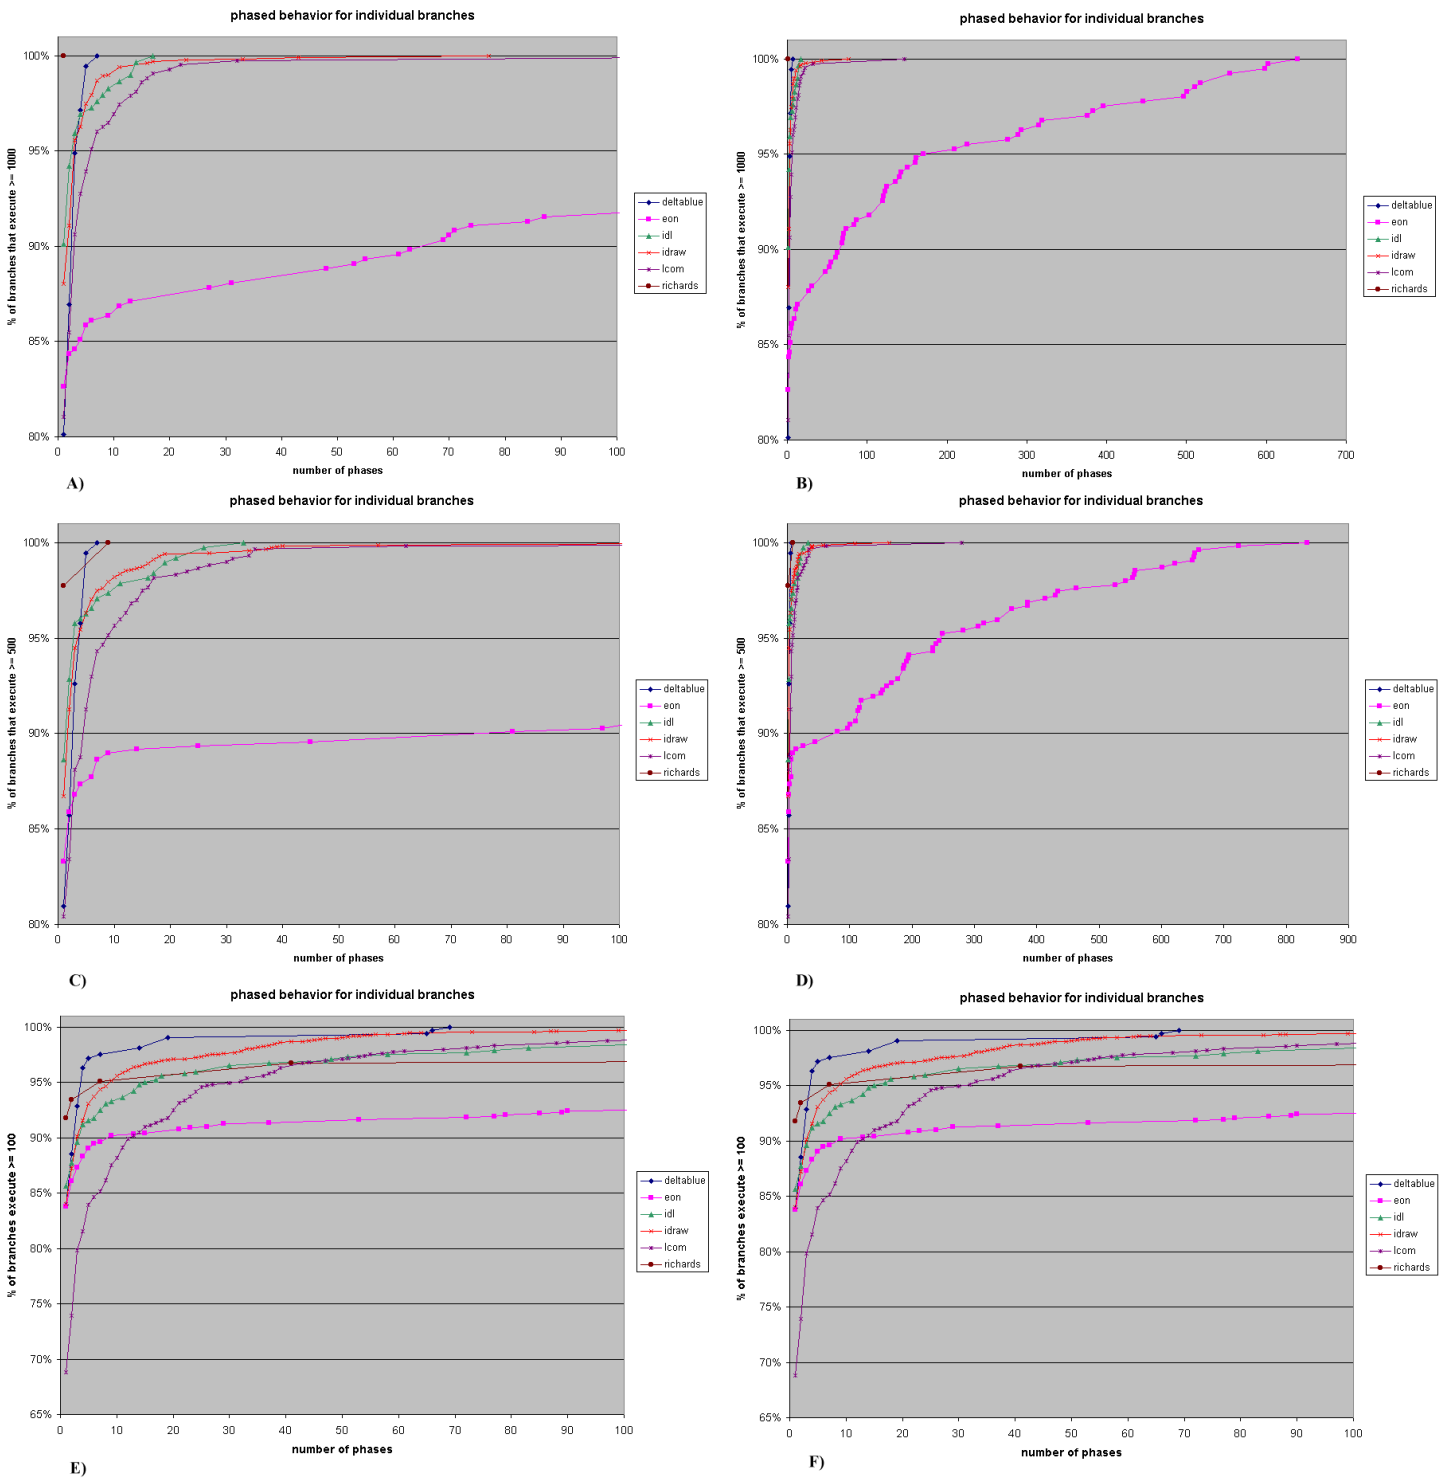 phased behavior for individual branches
% of branches that execute >= 1000
100%
95%
90%
85%
80%
0 10 20 30 40 50 60 70 80 90 100
number of phases
deltablue
eon
idl
idraw
lcom
richards
A)
phased behavior for individual branches
% of branches that execute >= 1000
100%
95%
90%
85%
80%
0 100 200 300 400 500 600 700
number of phases
deltablue
eon
idl
idraw
lcom
richards
B)
phased behavior for individual branches
% of branches that execute >= 500
100%
95%
90%
85%
80%
0 10 20 30 40 50 60 70 80 90 100
number of phases
deltablue
eon
idl
idraw
lcom
richards
C)
phased behavior for individual branches
% of branches that execute >= 500
100%
95%
90%
85%
80%
0 100 200 300 400 500 600 700 800 900
number of phases
deltablue
eon
idl
idraw
lcom
richards
D)
phased behavior for individual branches
% of branches execute >= 100
100%
95%
90%
85%
80%
75%
70%
65%
0 10 20 30 40 50 60 70 80 90 100
number of phases
deltablue
eon
idl
idraw
lcom
richards
E)
phased behavior for individual branches
% of branches execute >= 100
100%
95%
90%
85%
80%
75%
70%
65%
0 10 20 30 40 50 60 70 80 90 100
number of phases
deltablue
eon
idl
idraw
lcom
richards
F)